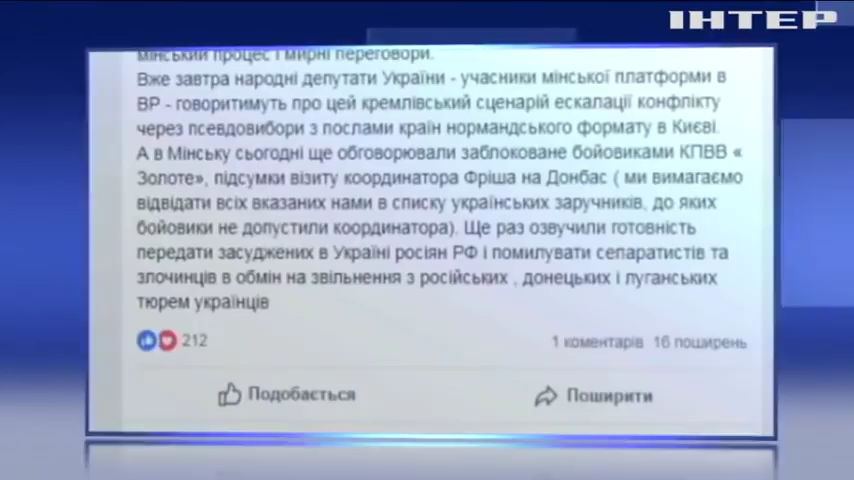 ІНТЕР
мінський процес і мирні переговори.
Вже завтра народні депутати України - учасники мінської платформи в
ВР - говоритимуть про цей кремлівський сценарій ескалації конфлікту
через псевдовибори з послами країн нормандського формату в Києві.
А в Мінську сьогодні ще обговорювали заблоковане бойовиками КПВВ «
Золоте», підсумки візиту координатора Фріша на Донбас ( ми вимагаємо
відвідати всіх вказаних нами в списку українських заручників, до яких
бойовики не допустили координатора). Ще раз озвучили готовність
передати засуджених в Україні росіян РФ і помилувати сепаратистів та
злочинців в обмін на звільнення з російських , донецьких і луганських
тюрем українців
212
1 коментарів 16 поширень
Подобається
Поширити